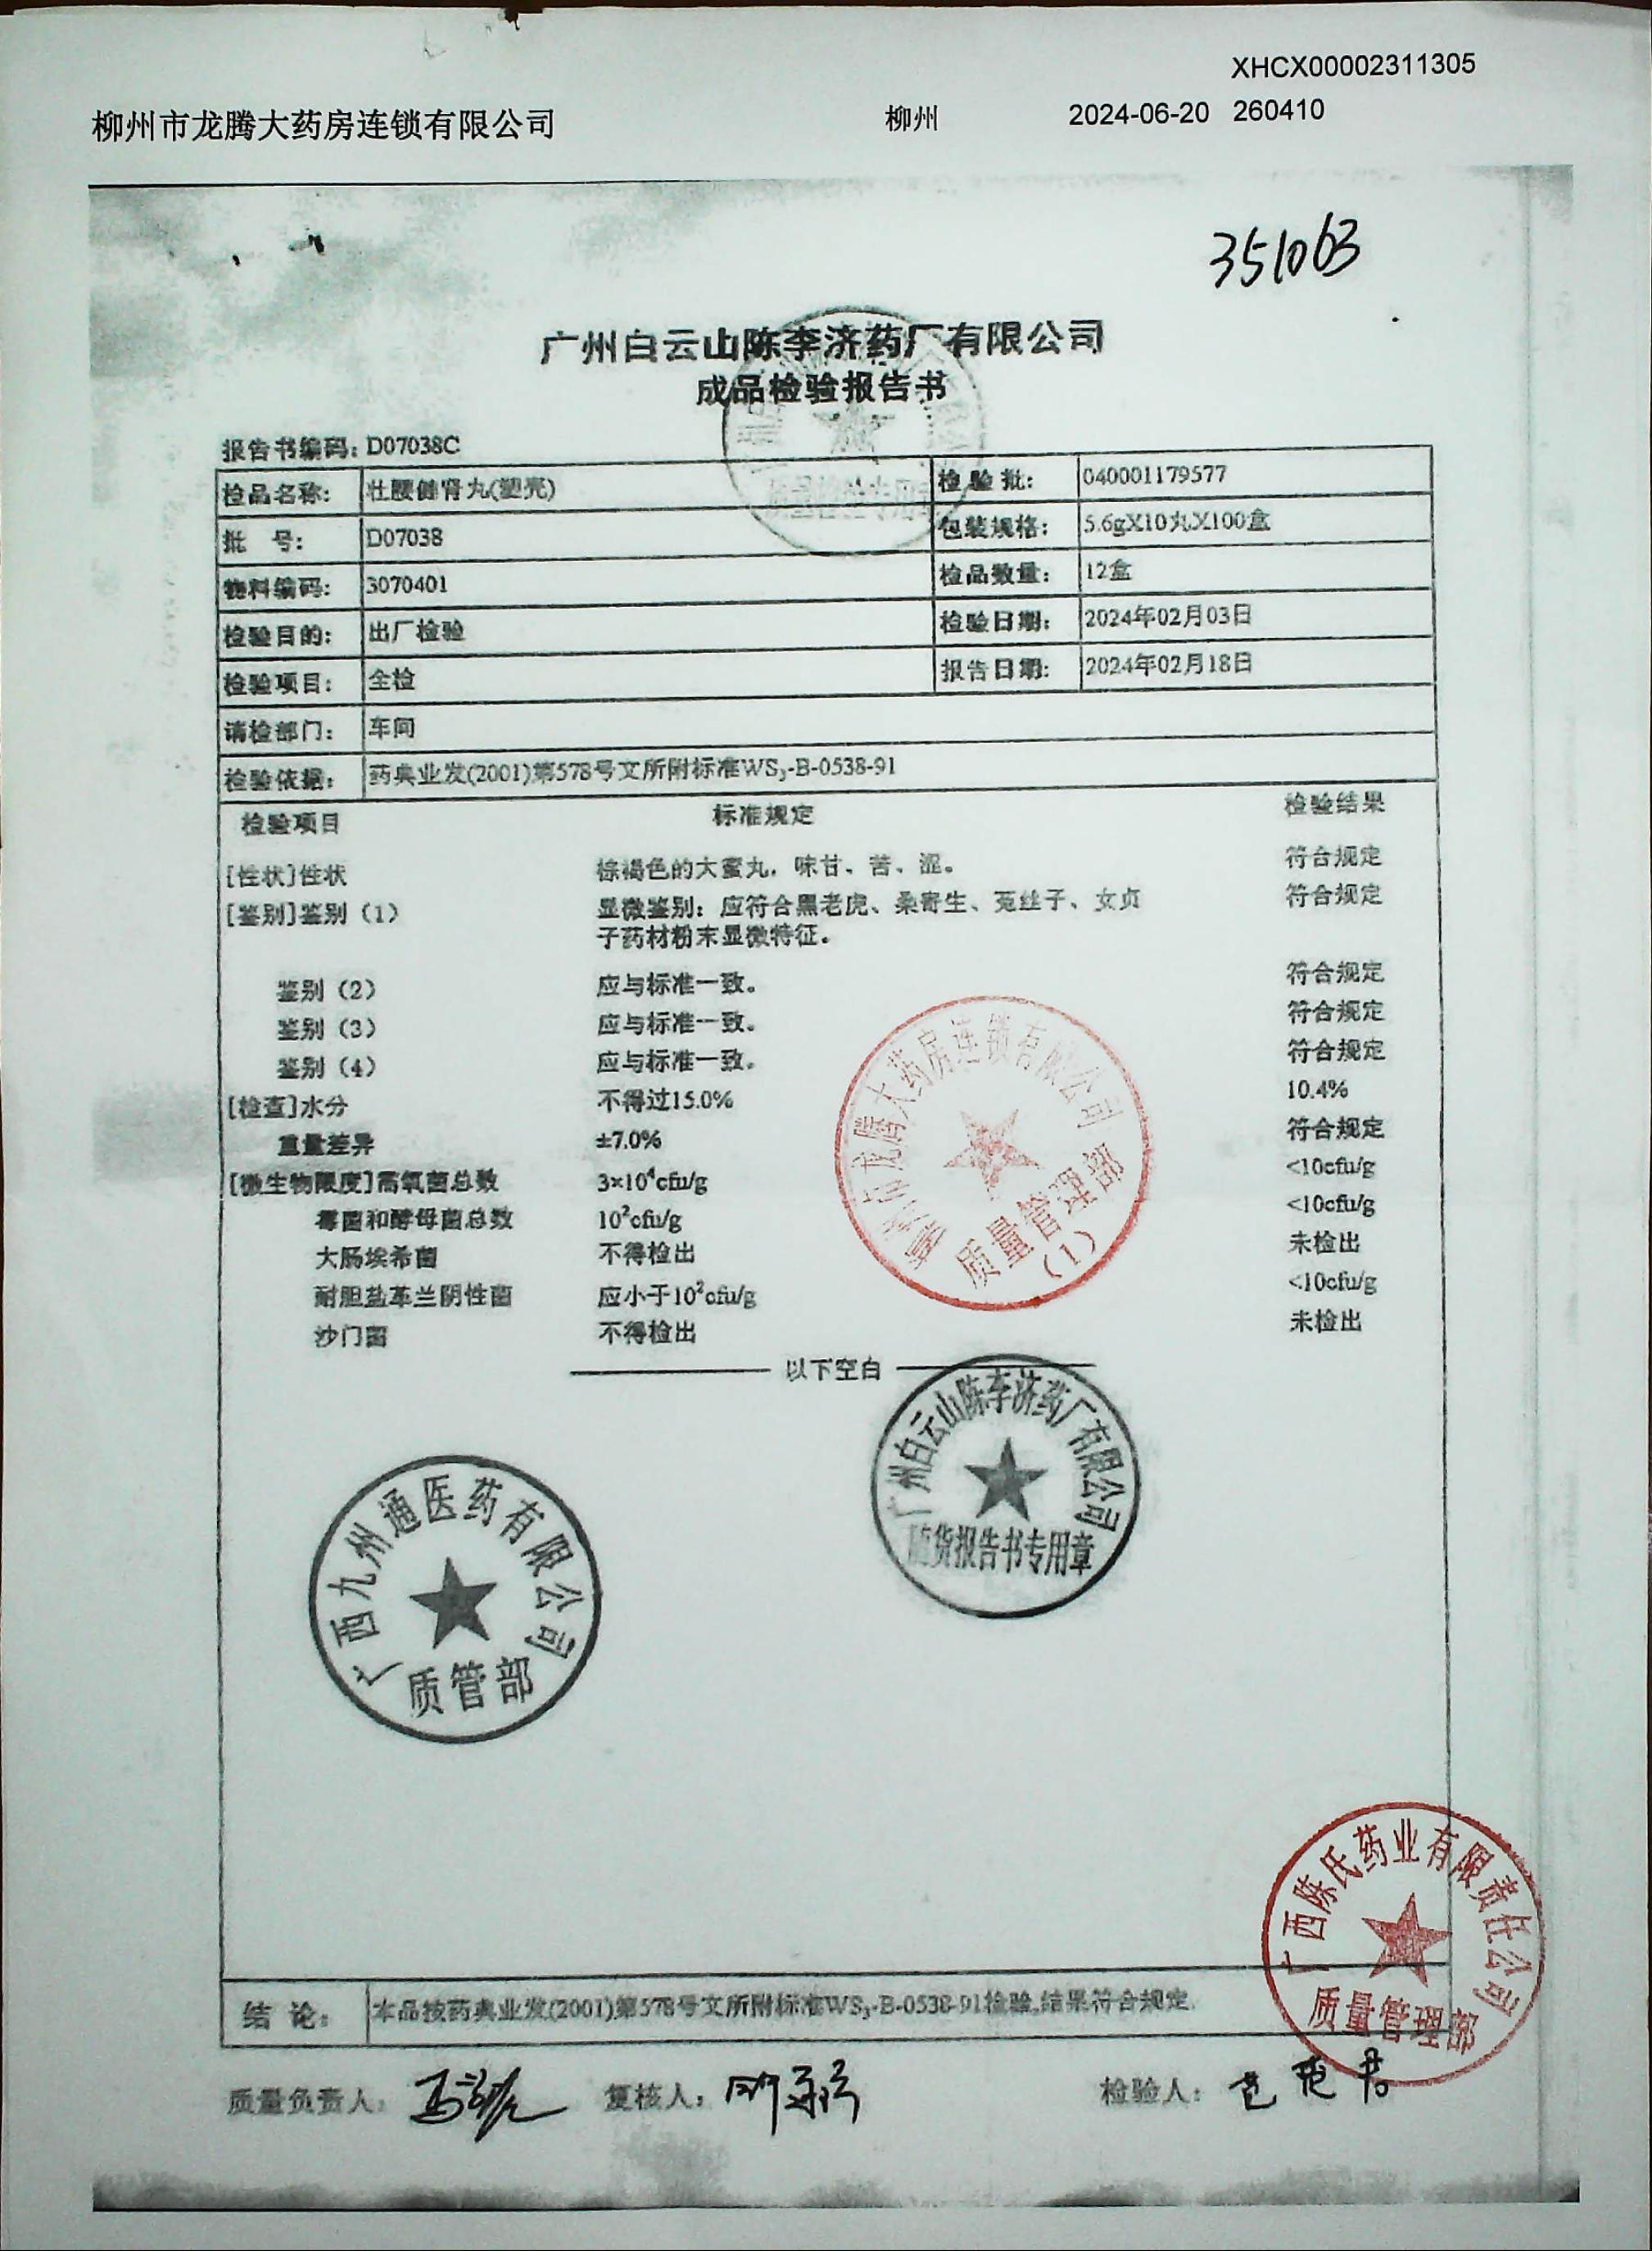 XHCX00002311305
柳州市龙腾大药房连锁有限公司 柳州 2024-06-20 260410
351063
广州白云山陈李济药厂有限公司
成品检验报告书
报告书编码: D07038C
检品名称: 壮腰健肾丸(塑壳) 检验批: 040001179577
批 号: D07038 包装规格: 5.6gX10丸X100盒
物料编码: 3070401 检品数量: 12盒
检验目的: 出厂检验 检验日期: 2024年02月03日
检验项目: 全检 报告日期: 2024年02月18日
请检部门: 车间
检验依据: 药典业发(2001)第578号文所附标准WS₃-B-0538-91
检验项目 标准规定 检验结果
[性状]性状 棕褐色的大蜜丸，味甘、苦、涩。 符合规定
[鉴别]鉴别（1） 显微鉴别：应符合黑老虎、桑寄生、菟丝子、女贞 符合规定
子药材粉末显微特征。
鉴别（2） 应与标准一致。 符合规定
鉴别（3） 应与标准一致。 符合规定
鉴别（4） 应与标准一致。 符合规定
[检查]水分 不得过15.0% 10.4%
重量差异 ±7.0% 符合规定
[微生物限度]需氧菌总数 3×10⁴cfu/g <10cfu/g
霉菌和酵母菌总数 10²cfu/g <10cfu/g
大肠埃希菌 不得检出 未检出
耐胆盐革兰阴性菌 应小于10²cfu/g <10cfu/g
沙门菌 不得检出 未检出
以下空白
柳州市龙腾大药房连锁有限公司
质量管理部
(1)
广州白云山陈李济药厂有限公司
随货报告书专用章
广西九州通医药有限公司
质管部
广西陈氏药业有限责任公司
质量管理部
结 论: 本品按药典业发(2001)第578号文所附标准WS₃-B-0538-91检验,结果符合规定.
质量负责人: 复核人: 检验人: